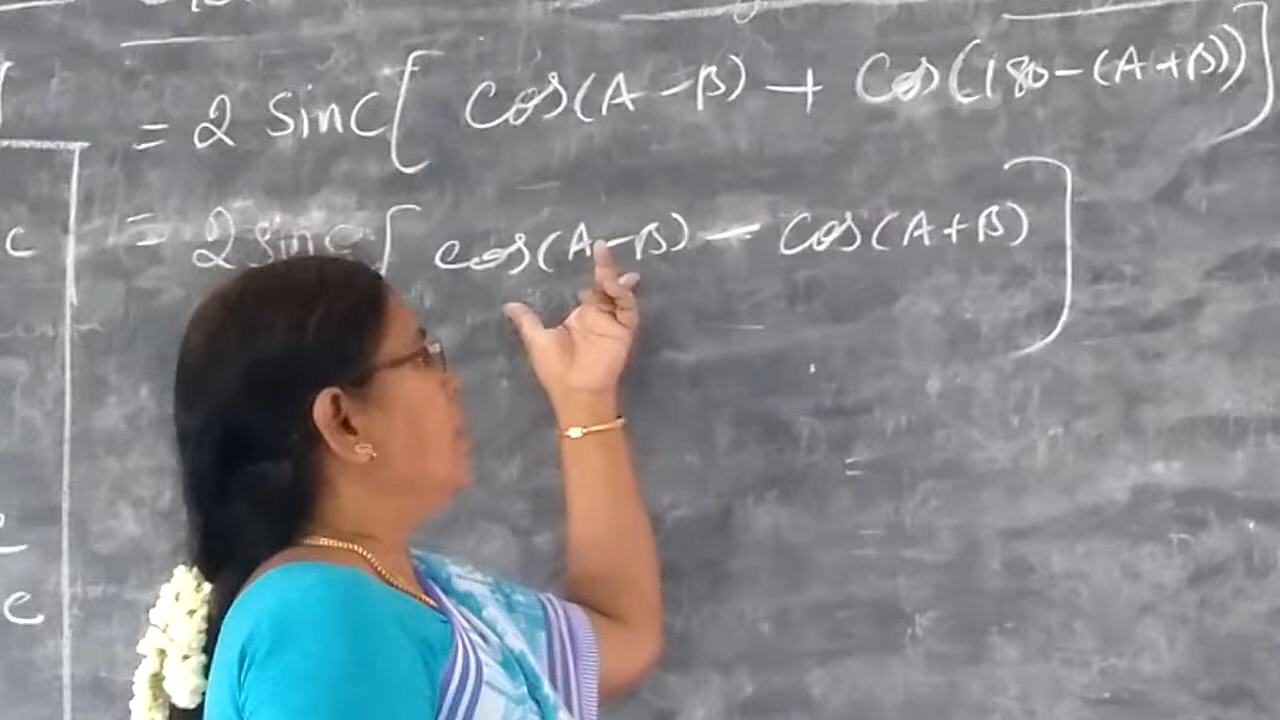 = 2 sinC[ cos(A-B) + cos(180-(A+B))]
= 2 sinc[ cos(A-B) - cos(A+B) ]
c
c